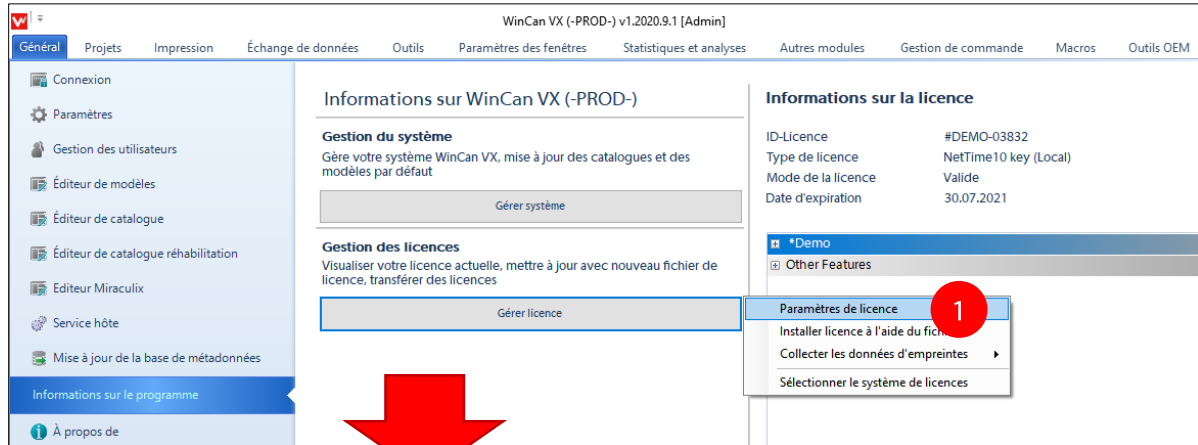 WinCan VX (-PROD-) v1.2020.9.1 [Admin]
Général Projets Impression Échange de données Outils Paramètres des fenêtres Statistiques et analyses Autres modules Gestion de commande Macros Outils OEM
Connexion
Paramètres
Gestion des utilisateurs
Éditeur de modèles
Éditeur de catalogue
Éditeur de catalogue réhabilitation
Editeur Miraculix
Service hôte
Mise à jour de la base de métadonnées
Informations sur le programme
À propos de
Informations sur WinCan VX (-PROD-)
Gestion du système
Gère votre système WinCan VX, mise à jour des catalogues et des
modèles par défaut
Gérer système
Gestion des licences
Visualiser votre licence actuelle, mettre à jour avec nouveau fichier de
licence, transférer des licences
Gérer licence
Informations sur la licence
ID-Licence #DEMO-03832
Type de licence NetTime10 key (Local)
Mode de la licence Valide
Date d'expiration 30.07.2021
*Demo
Other Features
Paramètres de licence 1
Installer licence à l'aide du
Collecter les données d'empreintes
Sélectionner le système de licences